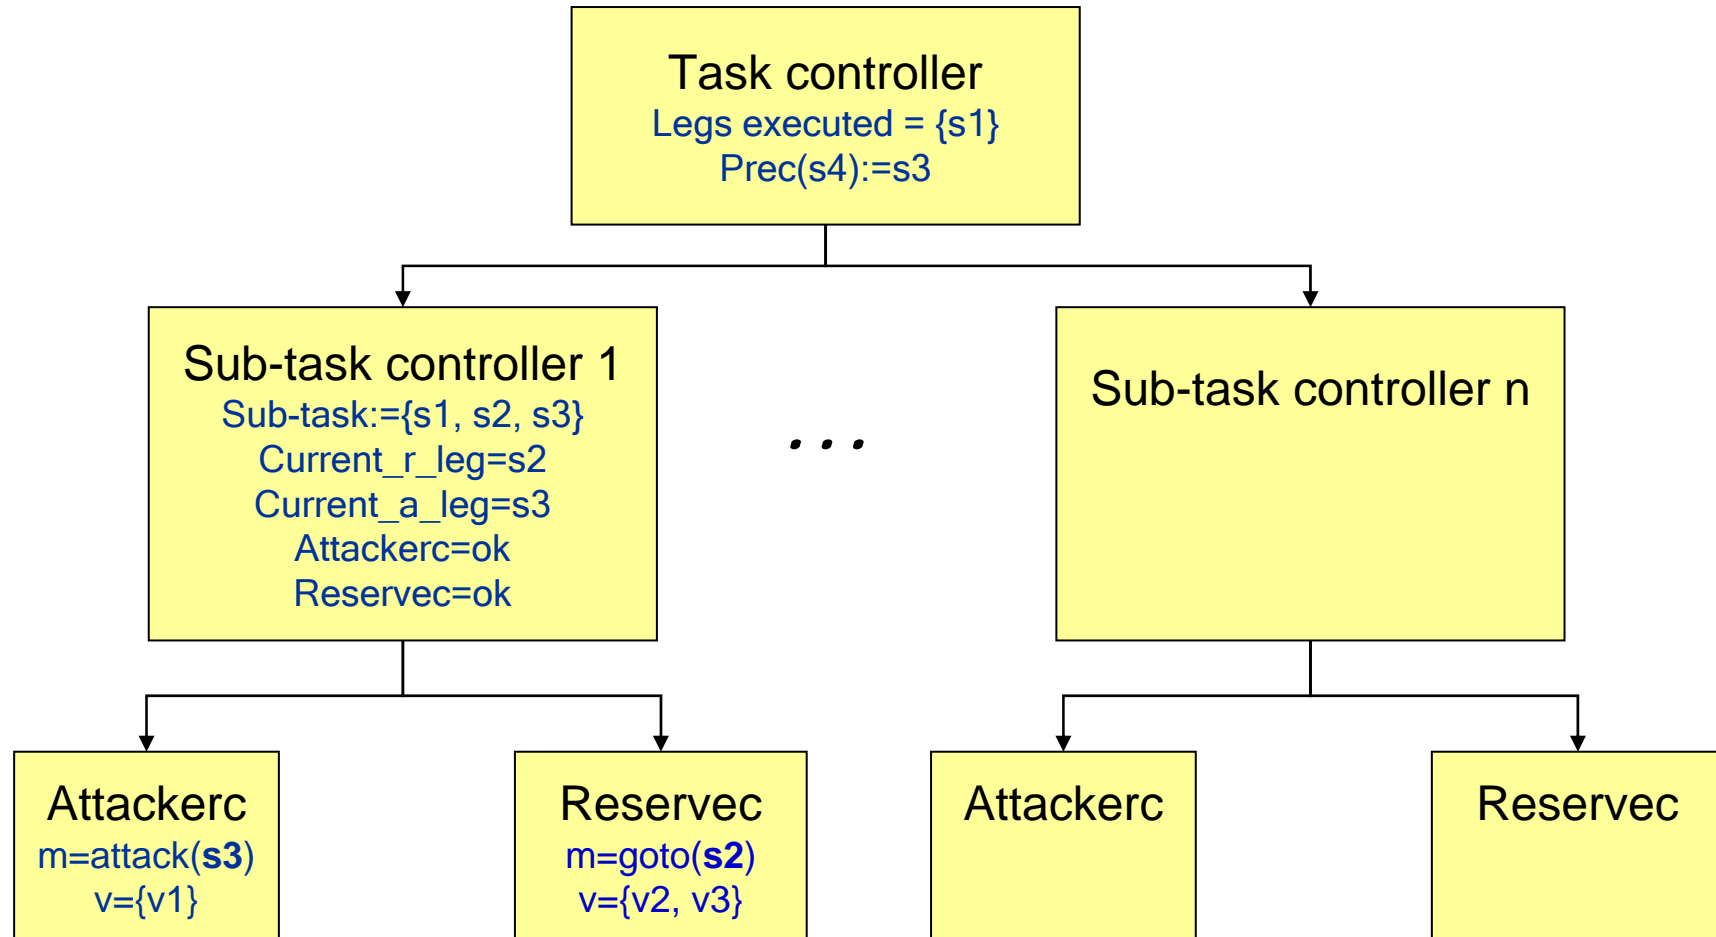 Task controller
Legs executed = {s1}
Prec(s4):=s3
Sub-task controller 1
Sub-task:={s1, s2, s3}
Current_r_leg=s2
Current_a_leg=s3
Attackerc=ok
Reservec=ok
...
Sub-task controller n
Attackerc
m=attack(s3)
v={v1}
Reservec
m=goto(s2)
v={v2, v3}
Attackerc
Reservec